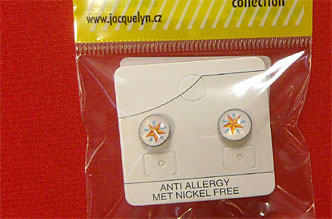 collection
www.jacquelyn.cz
ANTI ALLERGY
MET NICKEL FREE